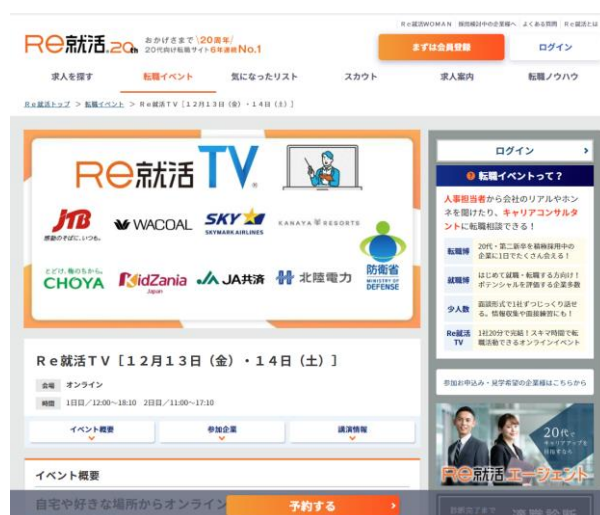 Re就活WOMAN 採用検討中の企業様へ よくある質問 Re就活とは
Re就活.20th
おかげさまで\20周年/
20代向け転職サイト6年連続No.1
まずは会員登録
ログイン
求人を探す 転職イベント 気になったリスト スカウト 求人案内 転職ノウハウ
Re就活トップ > 転職イベント > Re就活TV [12月13日 (金) ・14日 (土) ]
Re就活 TV
JTB
感動のそばに、いつも。
WACOAL
SKY
SKYMARK AIRLINES
KANAYA RESORTS
とどけ、梅のちから。
CHOYA
KidZania
Japan
JA共済
北陸電力
防衛省
MINISTRY OF
DEFENSE
Re就活TV [12月13日 (金) ・14日 (土) ]
会場 オンライン
時間 1日目/12:00~18:10 2日目/11:00~17:10
イベント概要 参加企業 講演情報
イベント概要
自宅や好きな場所からオンライン
予約する
ログイン
転職イベントって?
人事担当者から会社のリアルやホン
ネを聞けたり、キャリアコンサルタ
ントに転職相談できる!
転職博 20代・第二新卒を積極採用中の
企業に1日でたくさん会える!
就職博 はじめて就職・転職する方向け!
ポテンシャルを評価する企業多数
少人数 面談形式で1社ずつじっくり話せ
る。情報収集や面接練習にも!
Re就活
TV
1社20分で完結!スキマ時間で転
職活動できるオンラインイベント
参加お申込み・見学希望の企業様はこちらから
20代で
キャリアアップを
目指すなら
Re就活 エージェント
診断完了まで
適職診断